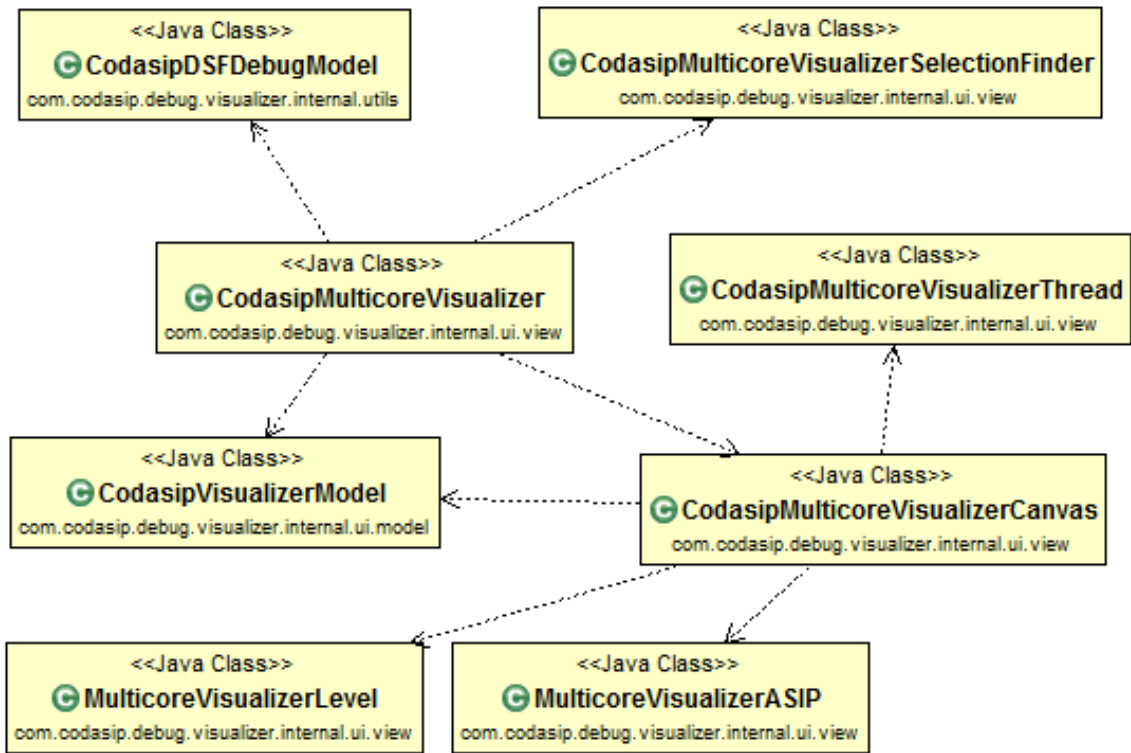 <<Java Class>>
CodasipDSFDebugModel
com.codasip.debug.visualizer.internal.utils
<<Java Class>>
CodasipMulticoreVisualizerSelectionFinder
com.codasip.debug.visualizer.internal.ui.view
<<Java Class>>
CodasipMulticoreVisualizer
com.codasip.debug.visualizer.internal.ui.view
<<Java Class>>
CodasipMulticoreVisualizerThread
com.codasip.debug.visualizer.internal.ui.view
<<Java Class>>
CodasipVisualizerModel
com.codasip.debug.visualizer.internal.ui.model
<<Java Class>>
CodasipMulticoreVisualizerCanvas
com.codasip.debug.visualizer.internal.ui.view
<<Java Class>>
MulticoreVisualizerLevel
com.codasip.debug.visualizer.internal.ui.view
<<Java Class>>
MulticoreVisualizerASIP
com.codasip.debug.visualizer.internal.ui.view